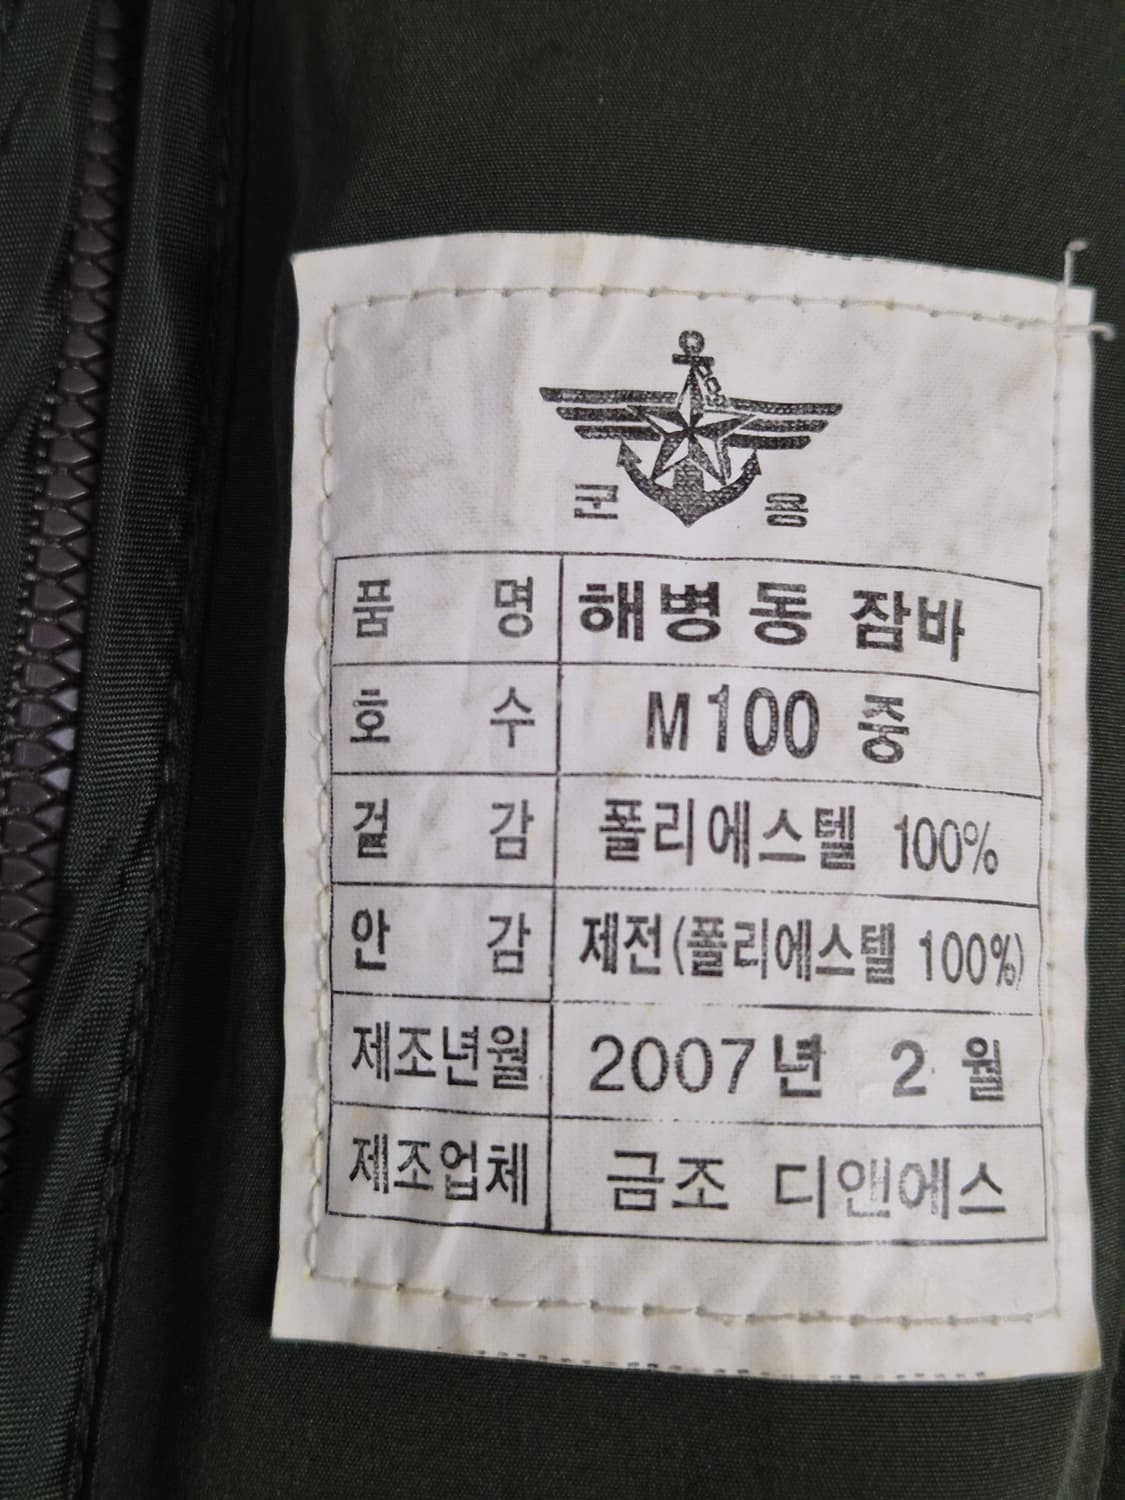 군 용
품 명 해병 동 잠바
호 수 M100 중
겉 감 폴리에스텔 100%
안 감 제전(폴리에스텔 100%)
제조년월 2007년 2 월
제조업체 금조 디앤에스